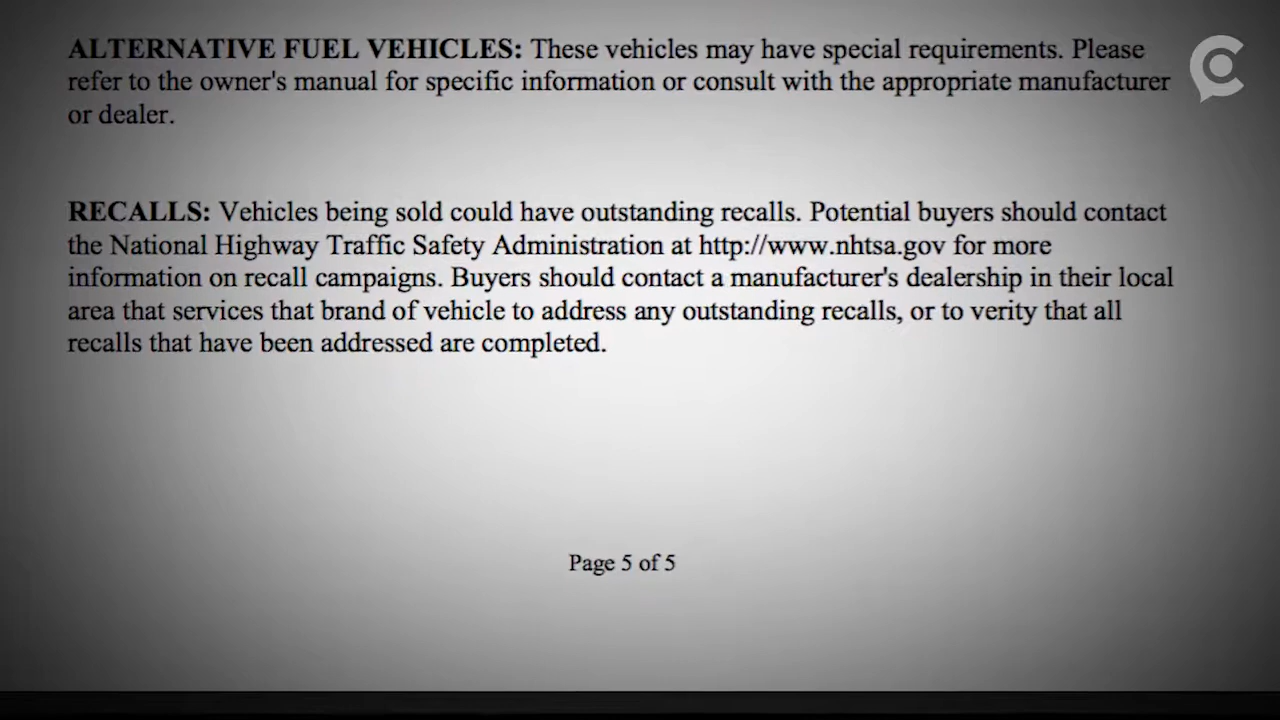 ALTERNATIVE FUEL VEHICLES: These vehicles may have special requirements. Please
refer to the owner's manual for specific information or consult with the appropriate manufacturer
or dealer.
RECALLS: Vehicles being sold could have outstanding recalls. Potential buyers should contact
the National Highway Traffic Safety Administration at http://www.nhtsa.gov for more
information on recall campaigns. Buyers should contact a manufacturer's dealership in their local
area that services that brand of vehicle to address any outstanding recalls, or to verity that all
recalls that have been addressed are completed.
Page 5 of 5